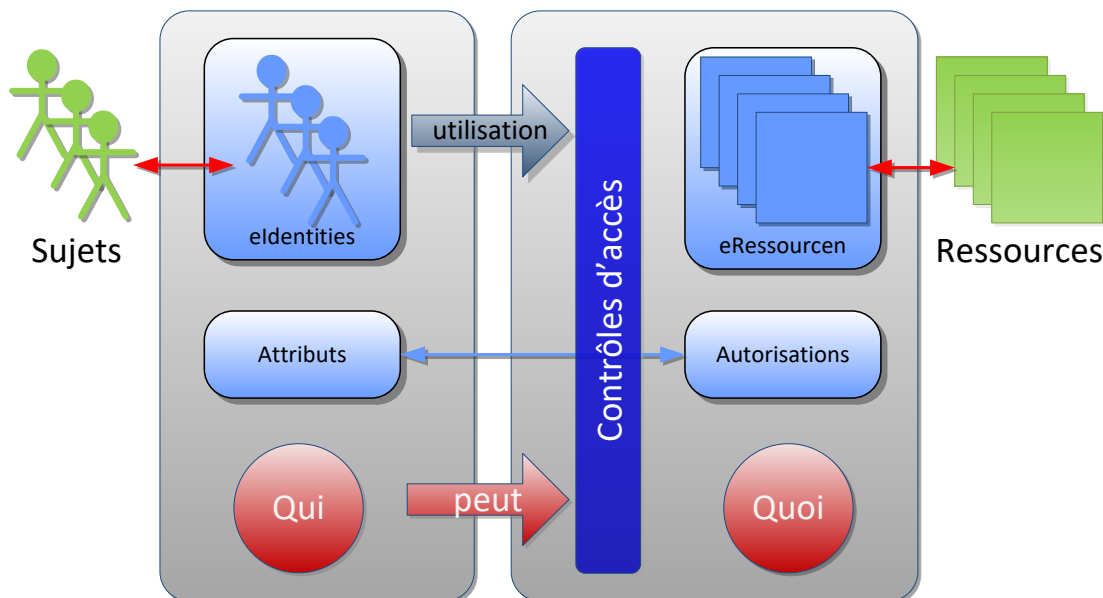 utilisation
eIdentities
eRessourcen
Sujets
Ressources
Contrôles d'accès
Attributs
Autorisations
Qui
peut
Quoi